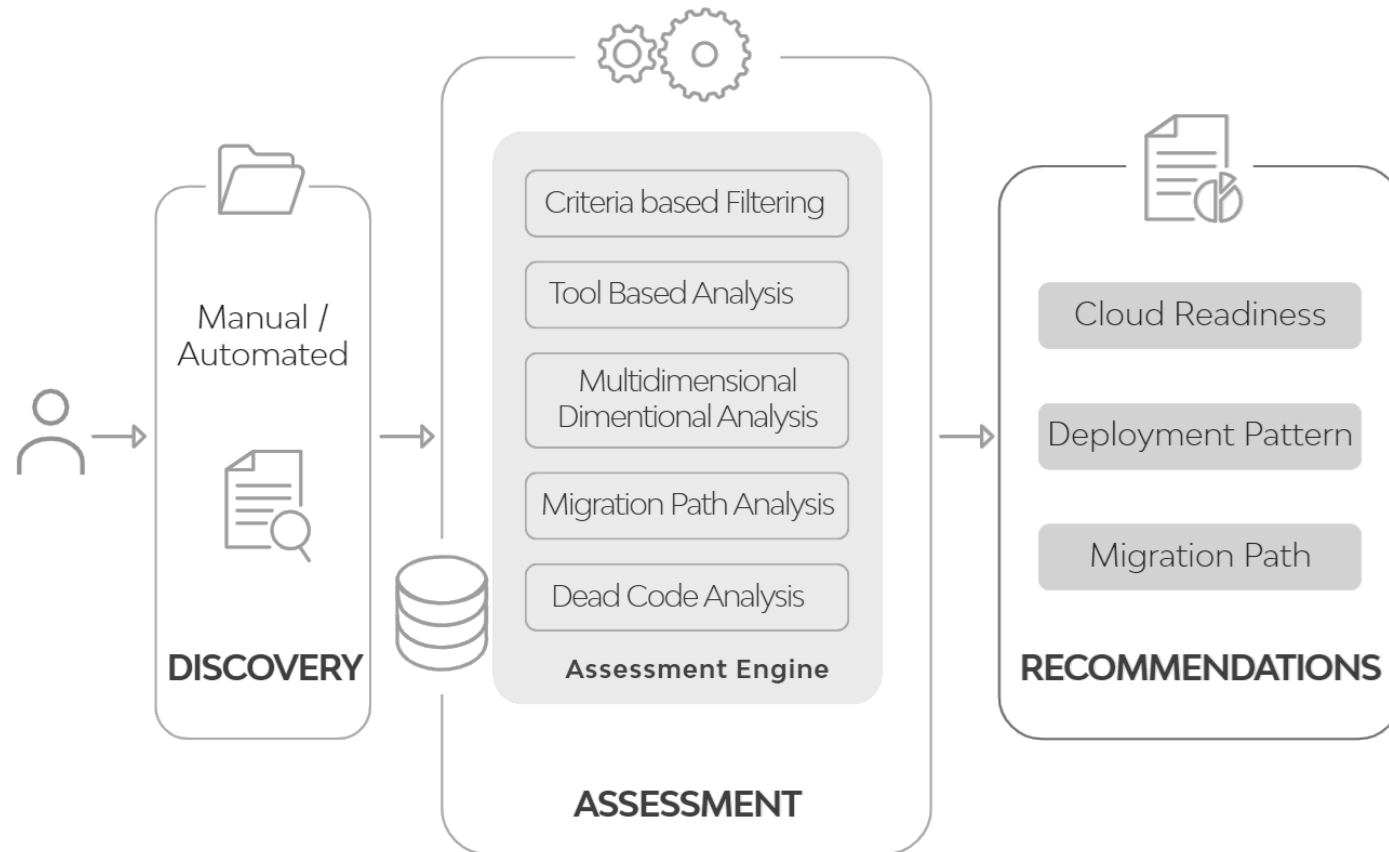 Manual /
Automated
DISCOVERY
Criteria based Filtering
Tool Based Analysis
Multidimensional
Dimentional Analysis
Migration Path Analysis
Dead Code Analysis
Assessment Engine
ASSESSMENT
Cloud Readiness
Deployment Pattern
Migration Path
RECOMMENDATIONS